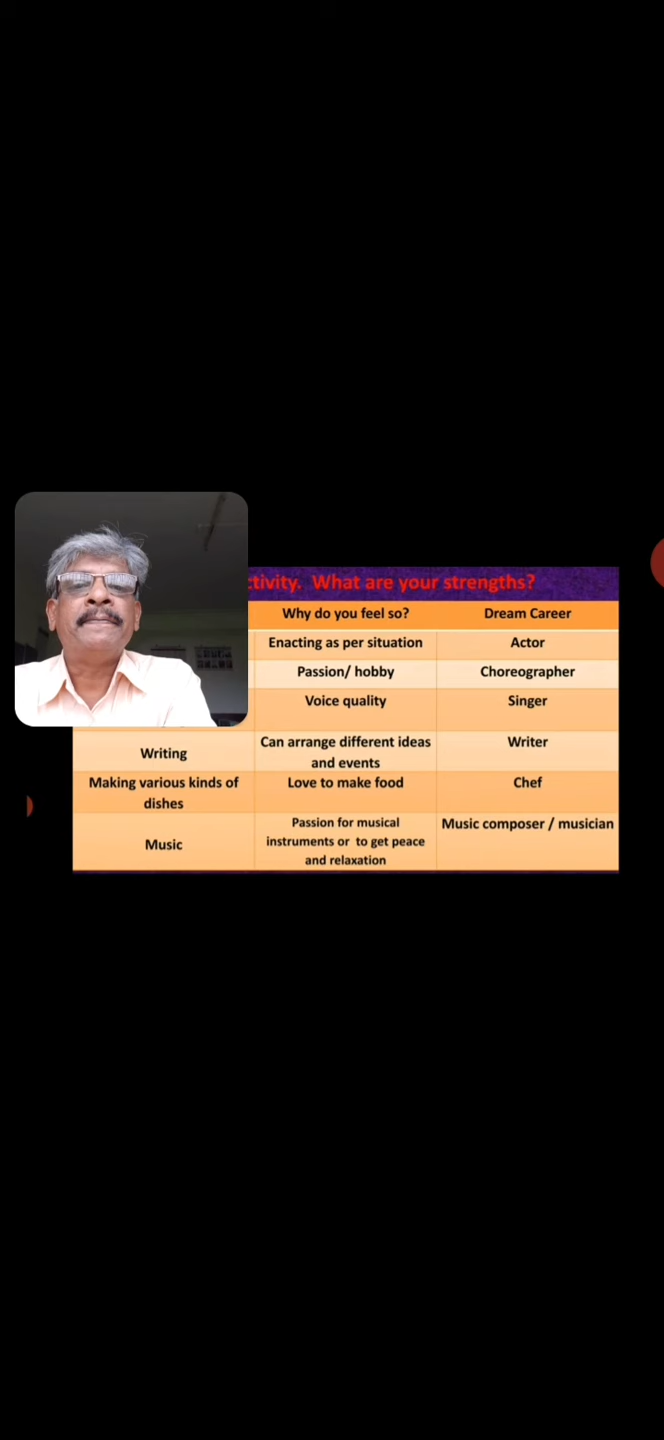 ctivity. What are your strengths?
Why do you feel so? Dream Career
Enacting as per situation Actor
Passion/ hobby Choreographer
Voice quality Singer
Writing Can arrange different ideas and events Writer
Making various kinds of dishes Love to make food Chef
Music Passion for musical instruments or to get peace and relaxation Music composer / musician